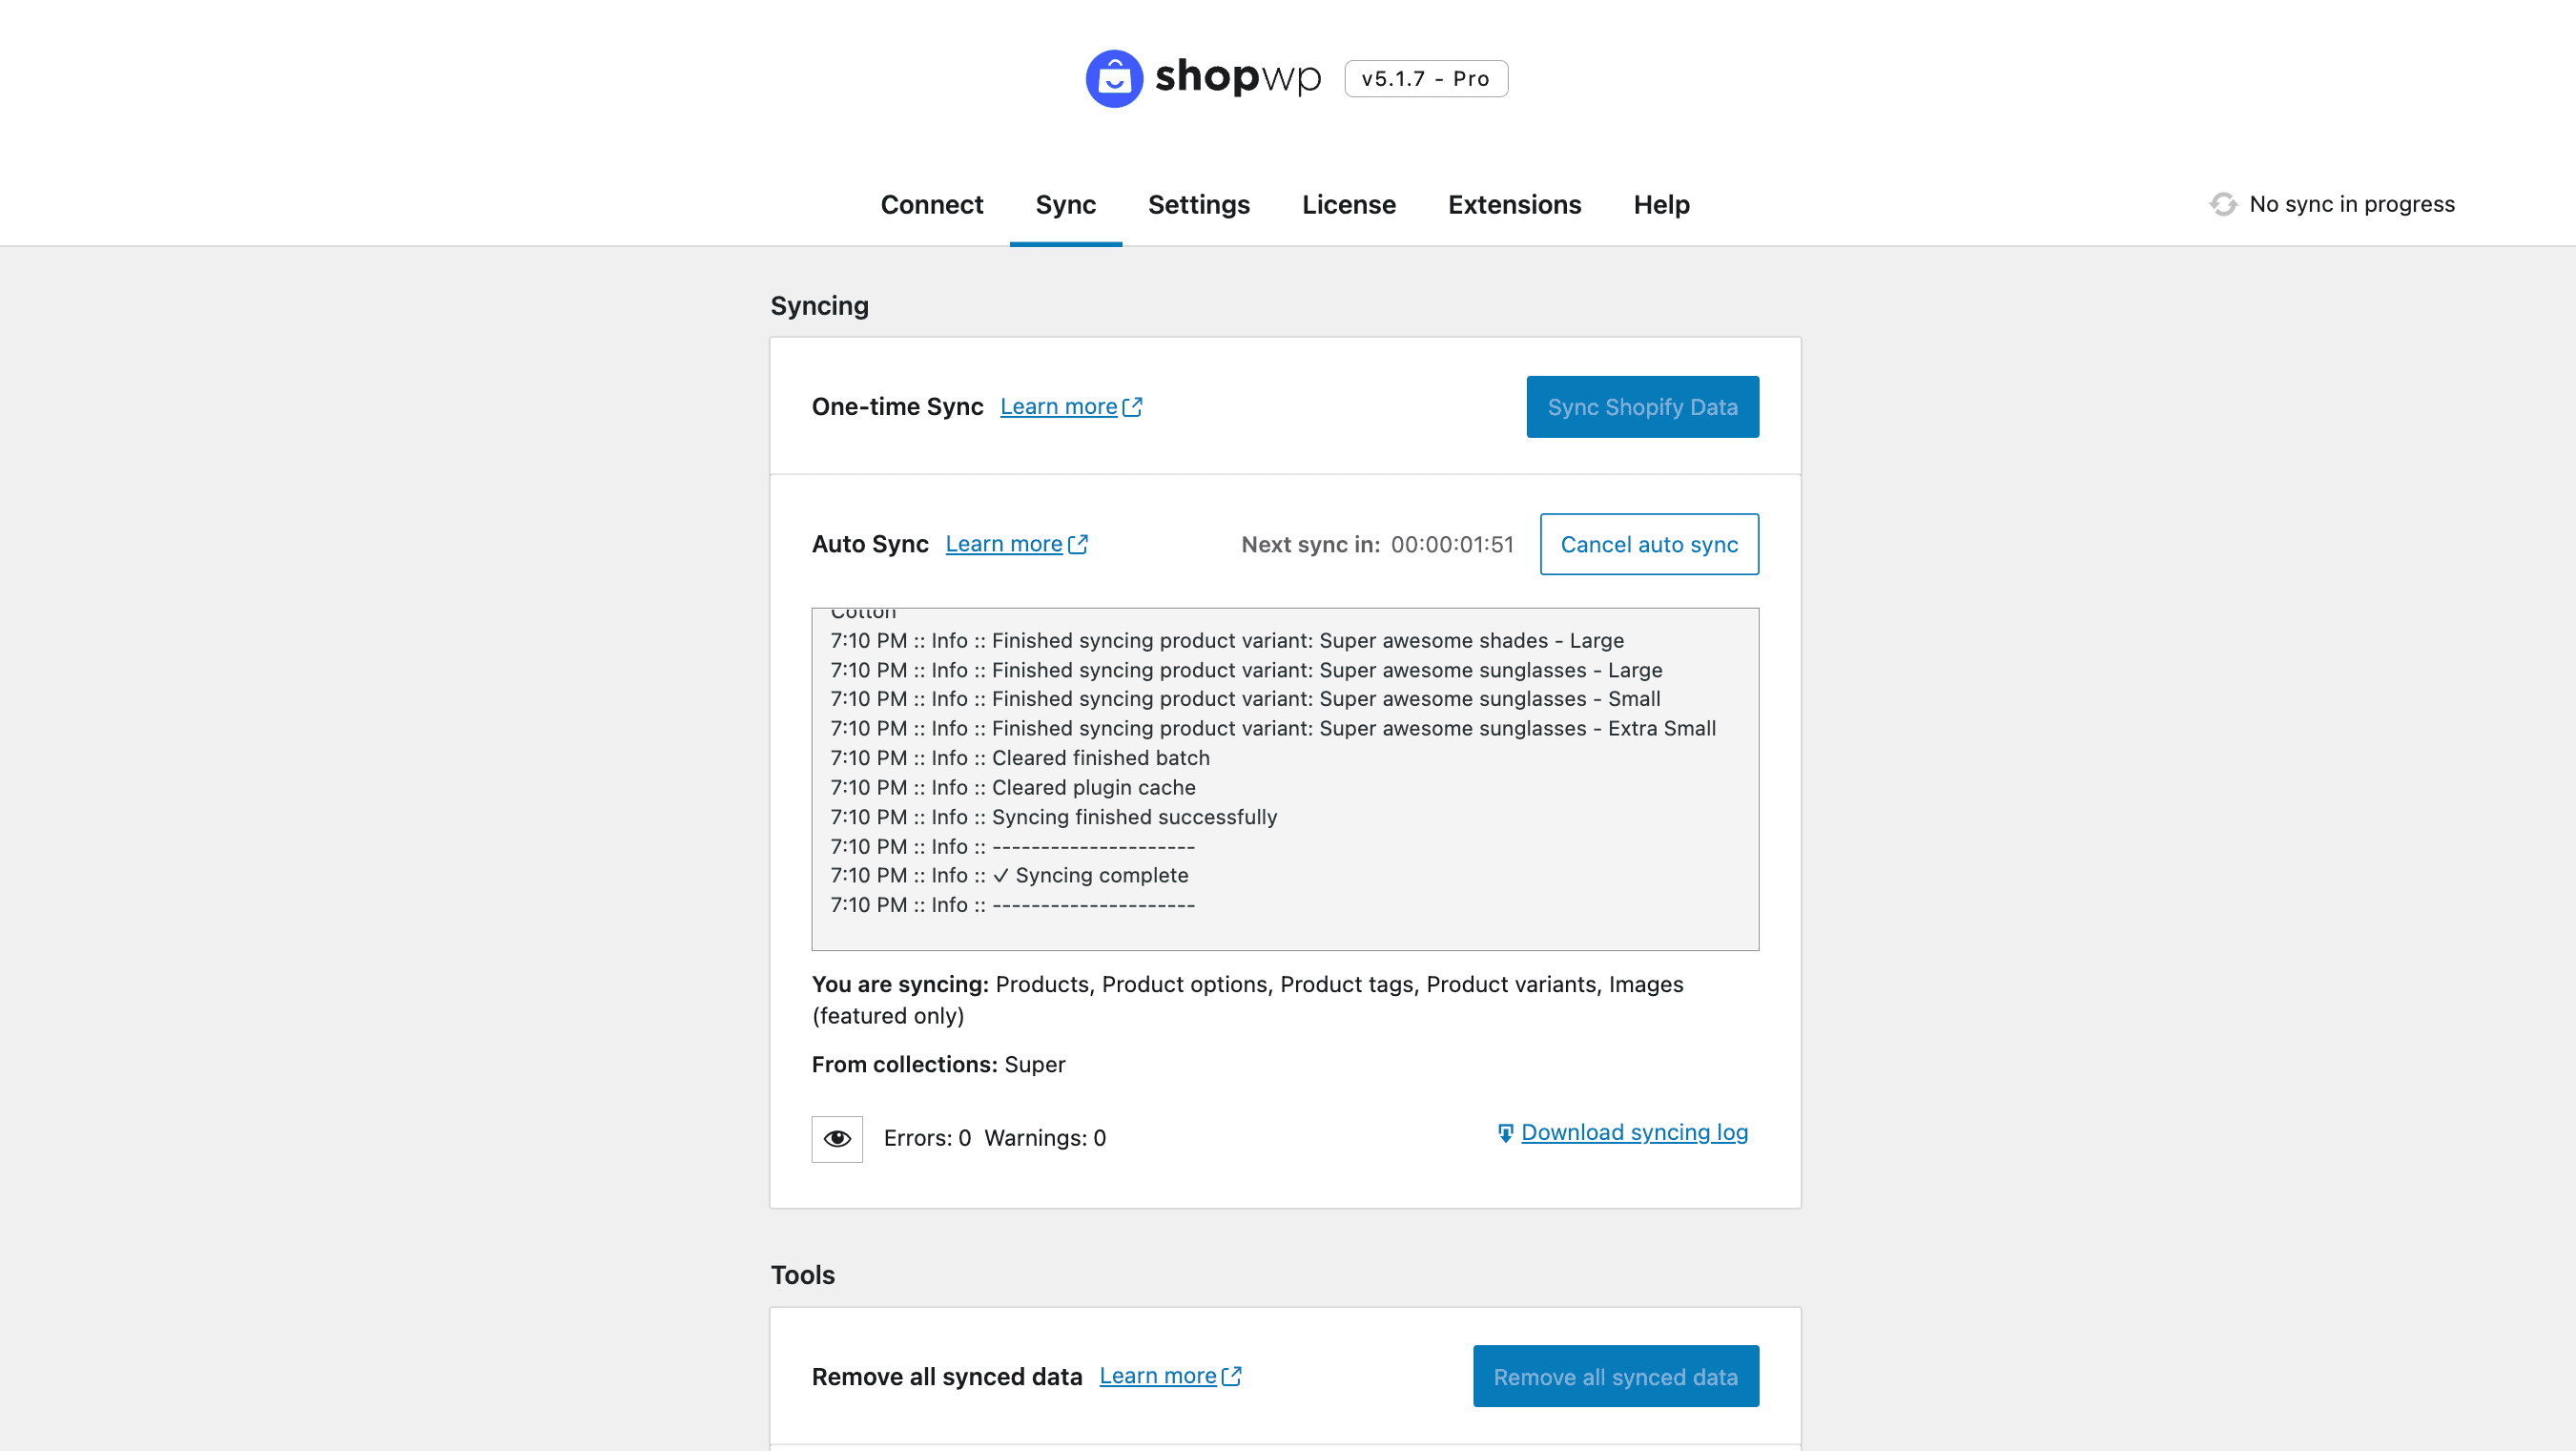 shopwp v5.1.7 - Pro
Connect Sync Settings License Extensions Help No sync in progress
Syncing
One-time Sync Learn more Sync Shopify Data
Auto Sync Learn more Next sync in: 00:00:01:51 Cancel auto sync
Cotton
7:10 PM :: Info :: Finished syncing product variant: Super awesome shades - Large
7:10 PM :: Info :: Finished syncing product variant: Super awesome sunglasses - Large
7:10 PM :: Info :: Finished syncing product variant: Super awesome sunglasses - Small
7:10 PM :: Info :: Finished syncing product variant: Super awesome sunglasses - Extra Small
7:10 PM :: Info :: Cleared finished batch
7:10 PM :: Info :: Cleared plugin cache
7:10 PM :: Info :: Syncing finished successfully
7:10 PM :: Info :: ---------------------
7:10 PM :: Info :: ✓ Syncing complete
7:10 PM :: Info :: ---------------------
You are syncing: Products, Product options, Product tags, Product variants, Images
(featured only)
From collections: Super
Errors: 0 Warnings: 0 Download syncing log
Tools
Remove all synced data Learn more Remove all synced data